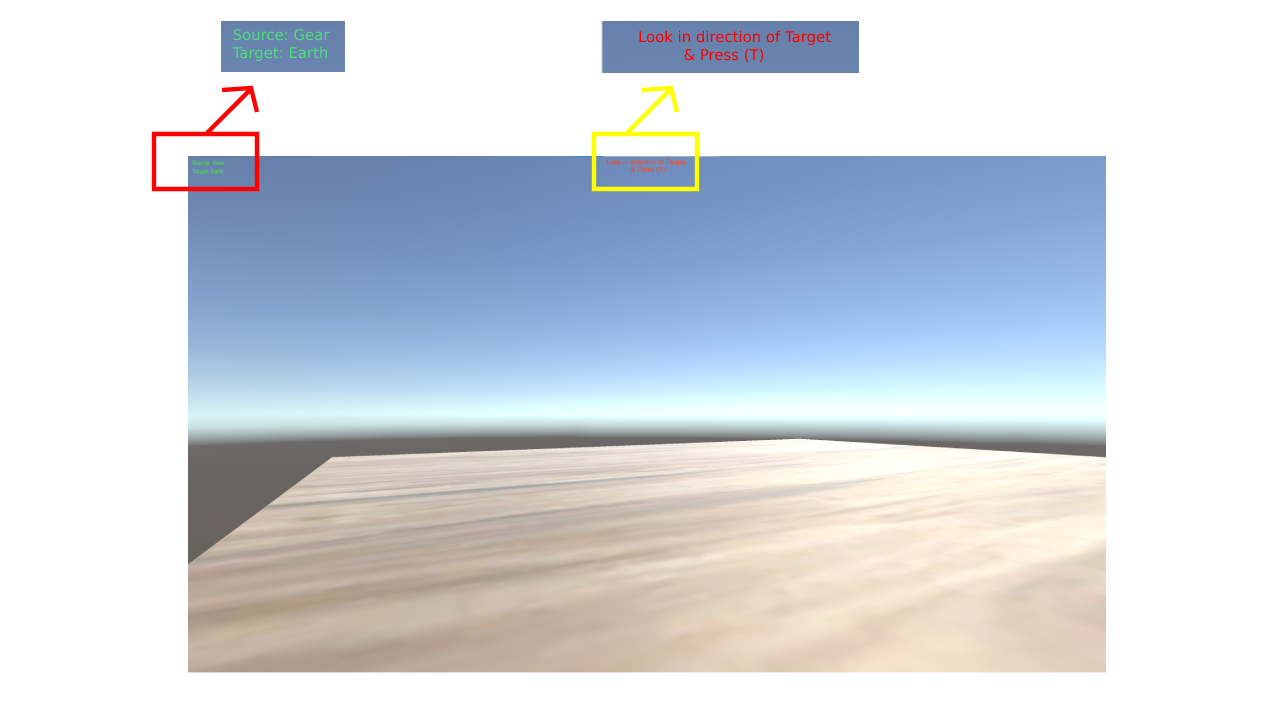 Source: Gear
Target: Earth
Look in direction of Target
& Press (T)
Source: Gear
Target: Earth
Look in direction of Target
& Press (T)